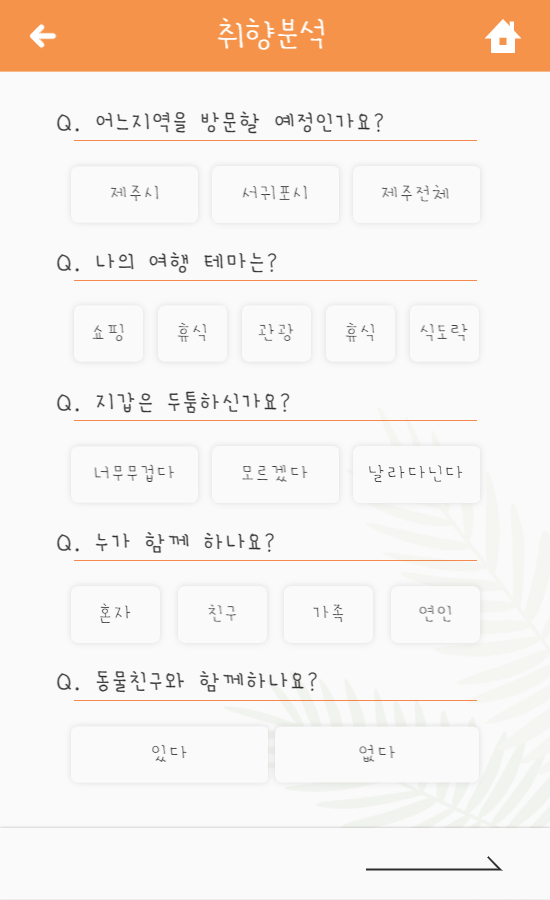 취향분석
Q. 어느지역을 방문할 예정인가요?
제주시 서귀포시 제주전체
Q. 나의 여행 테마는?
쇼핑 휴식 관광 휴식 식도락
Q. 지갑은 두툼하신가요?
너무무겁다 모르겠다 날라다닌다
Q. 누가 함께 하나요?
혼자 친구 가족 연인
Q. 동물친구와 함께하나요?
있다 없다